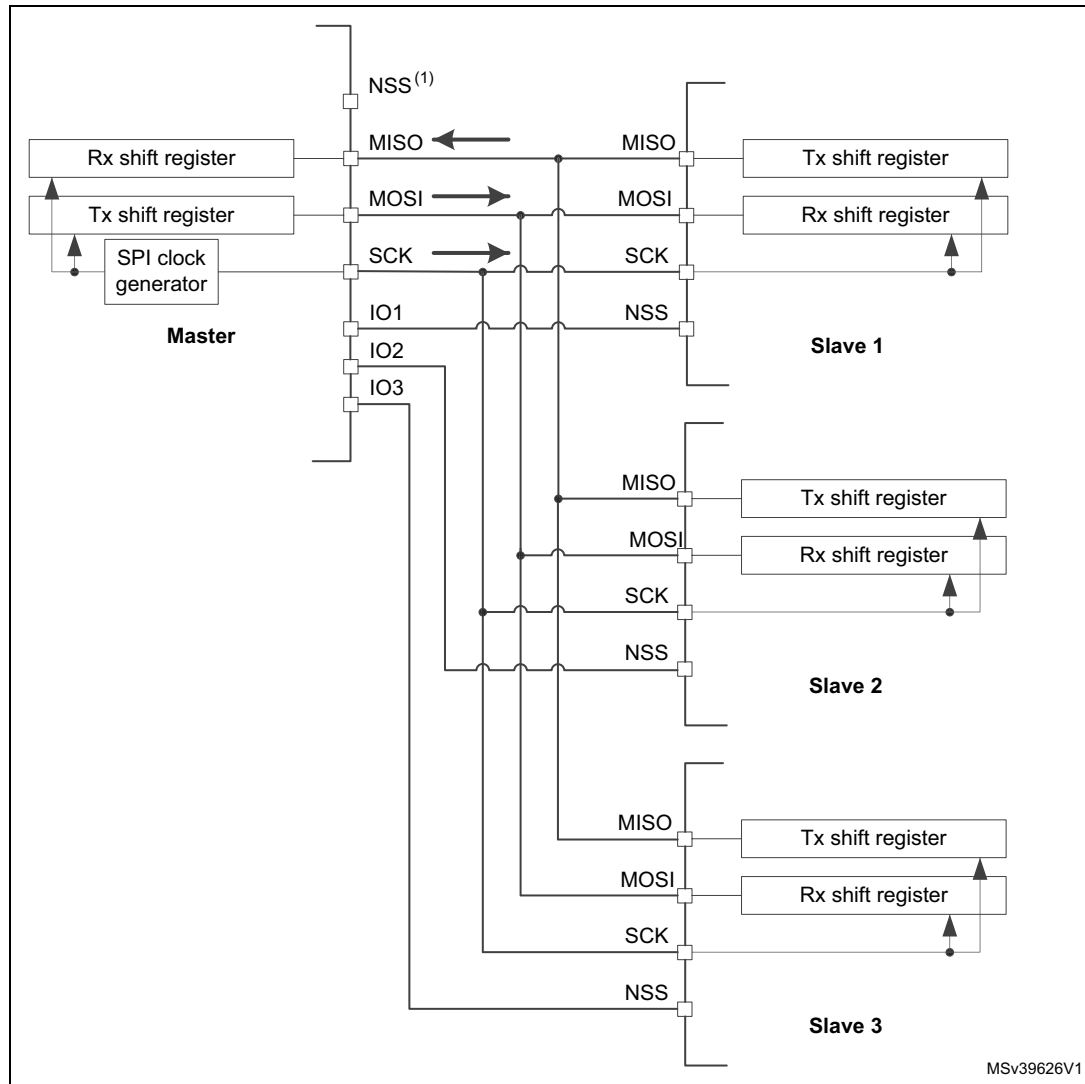 NSS(1)
MISO
MISO
Rx shift register
Tx shift register
MOSI
MOSI
Tx shift register
Rx shift register
SCK
SCK
SPI clock
generator
IO1
NSS
Master
Slave 1
IO2
IO3
MISO
Tx shift register
MOSI
Rx shift register
SCK
NSS
Slave 2
MISO
Tx shift register
MOSI
Rx shift register
SCK
NSS
Slave 3
MSv39626V1